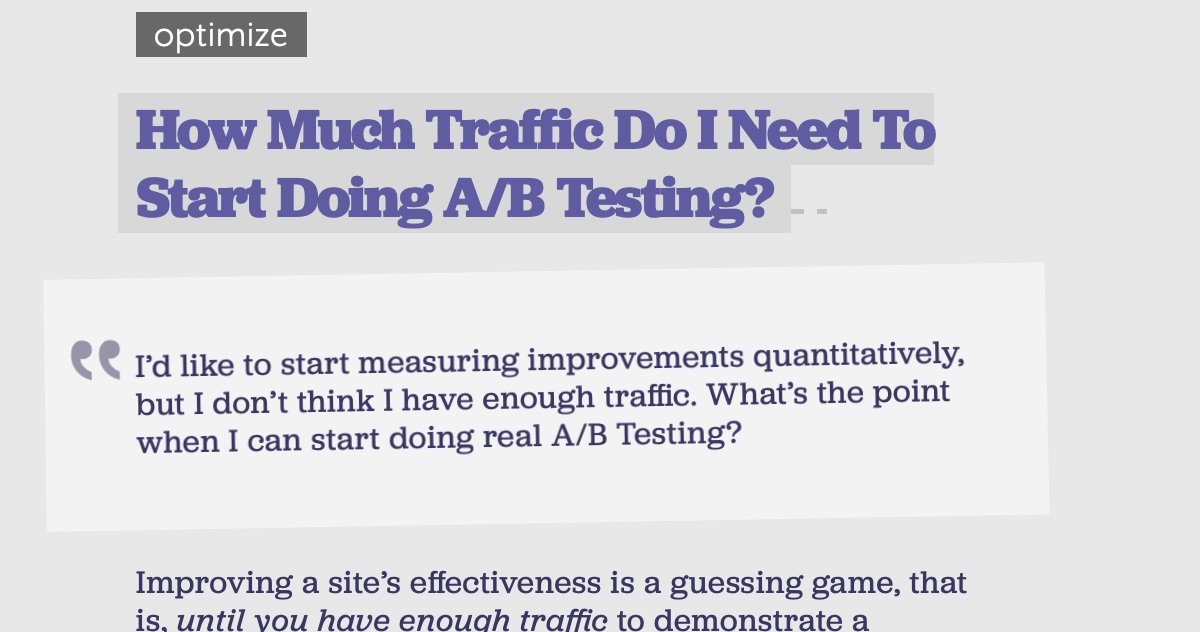 optimize
How Much Traffic Do I Need To
Start Doing A/B Testing?
“ I’d like to start measuring improvements quantitatively,
but I don’t think I have enough traffic. What’s the point
when I can start doing real A/B Testing?
Improving a site’s effectiveness is a guessing game, that
is, until you have enough traffic to demonstrate a